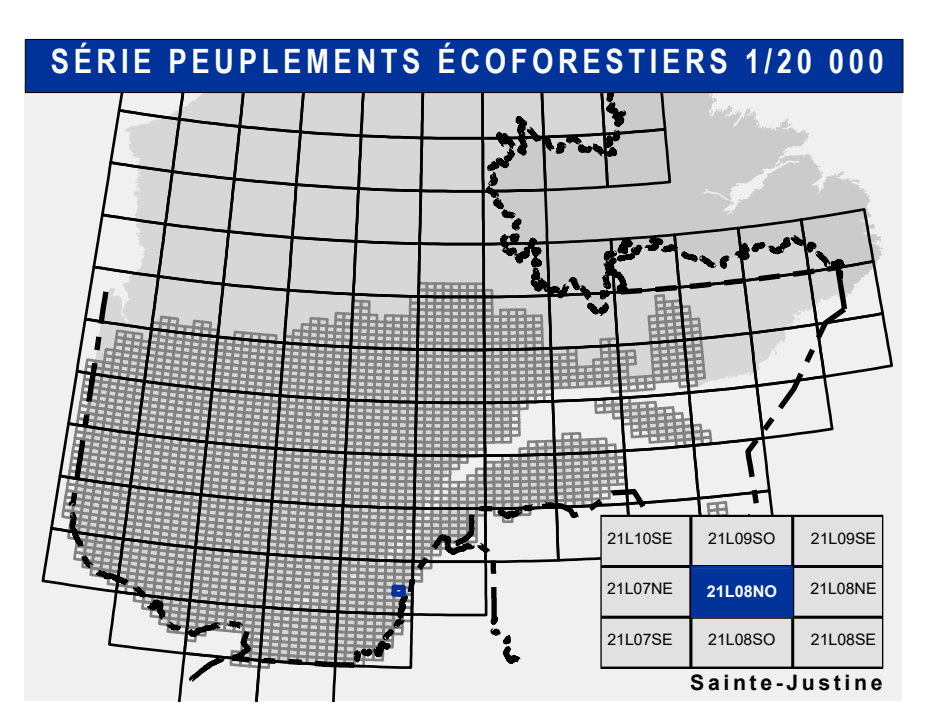 SÉRIE PEUPLEMENTS ÉCOFORESTIERS 1/20 000
21L10SE 21L09SO 21L09SE
21L07NE 21L08NO 21L08NE
21L07SE 21L08SO 21L08SE
Sainte-Justine